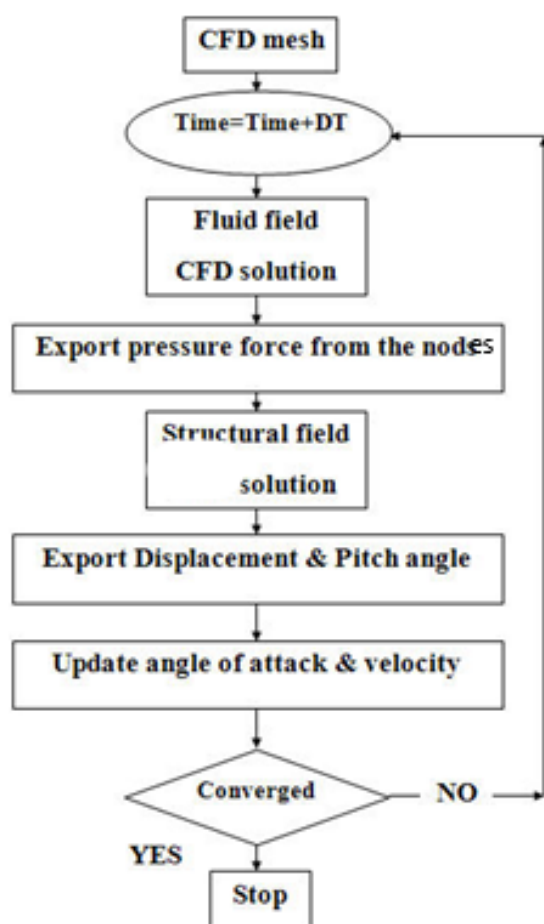 CFD mesh
Time=Time+DT
Fluid field
CFD solution
Export pressure force from the nodes
Structural field
solution
Export Displacement & Pitch angle
Update angle of attack & velocity
Converged
NO
YES
Stop